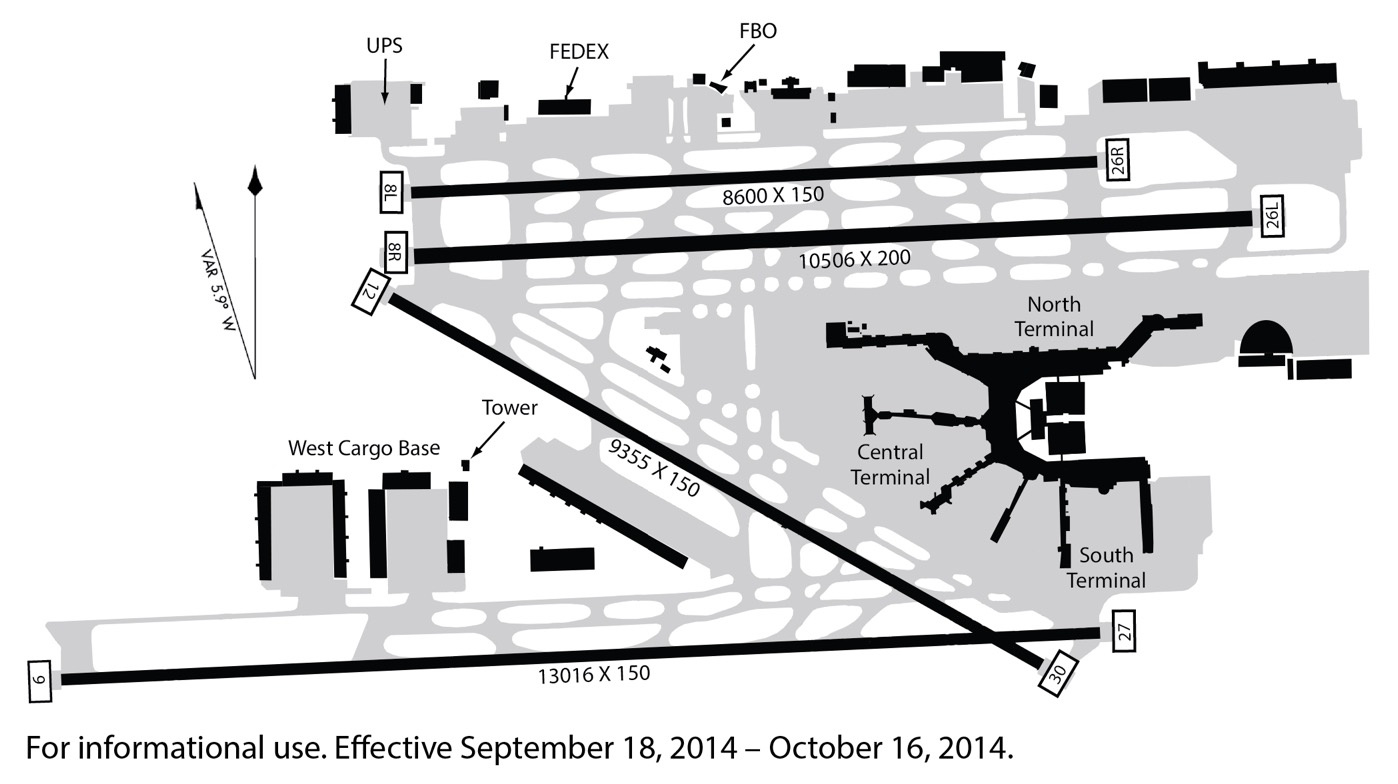 FBO
UPS
FEDEX
26R
8L
8600 X 150
26L
8R
10506 X 200
12
VAR 5.9° W
North
Terminal
Tower
West Cargo Base
9355 X 150
Central
Terminal
South
Terminal
27
9
13016 X 150
30
For informational use. Effective September 18, 2014 – October 16, 2014.